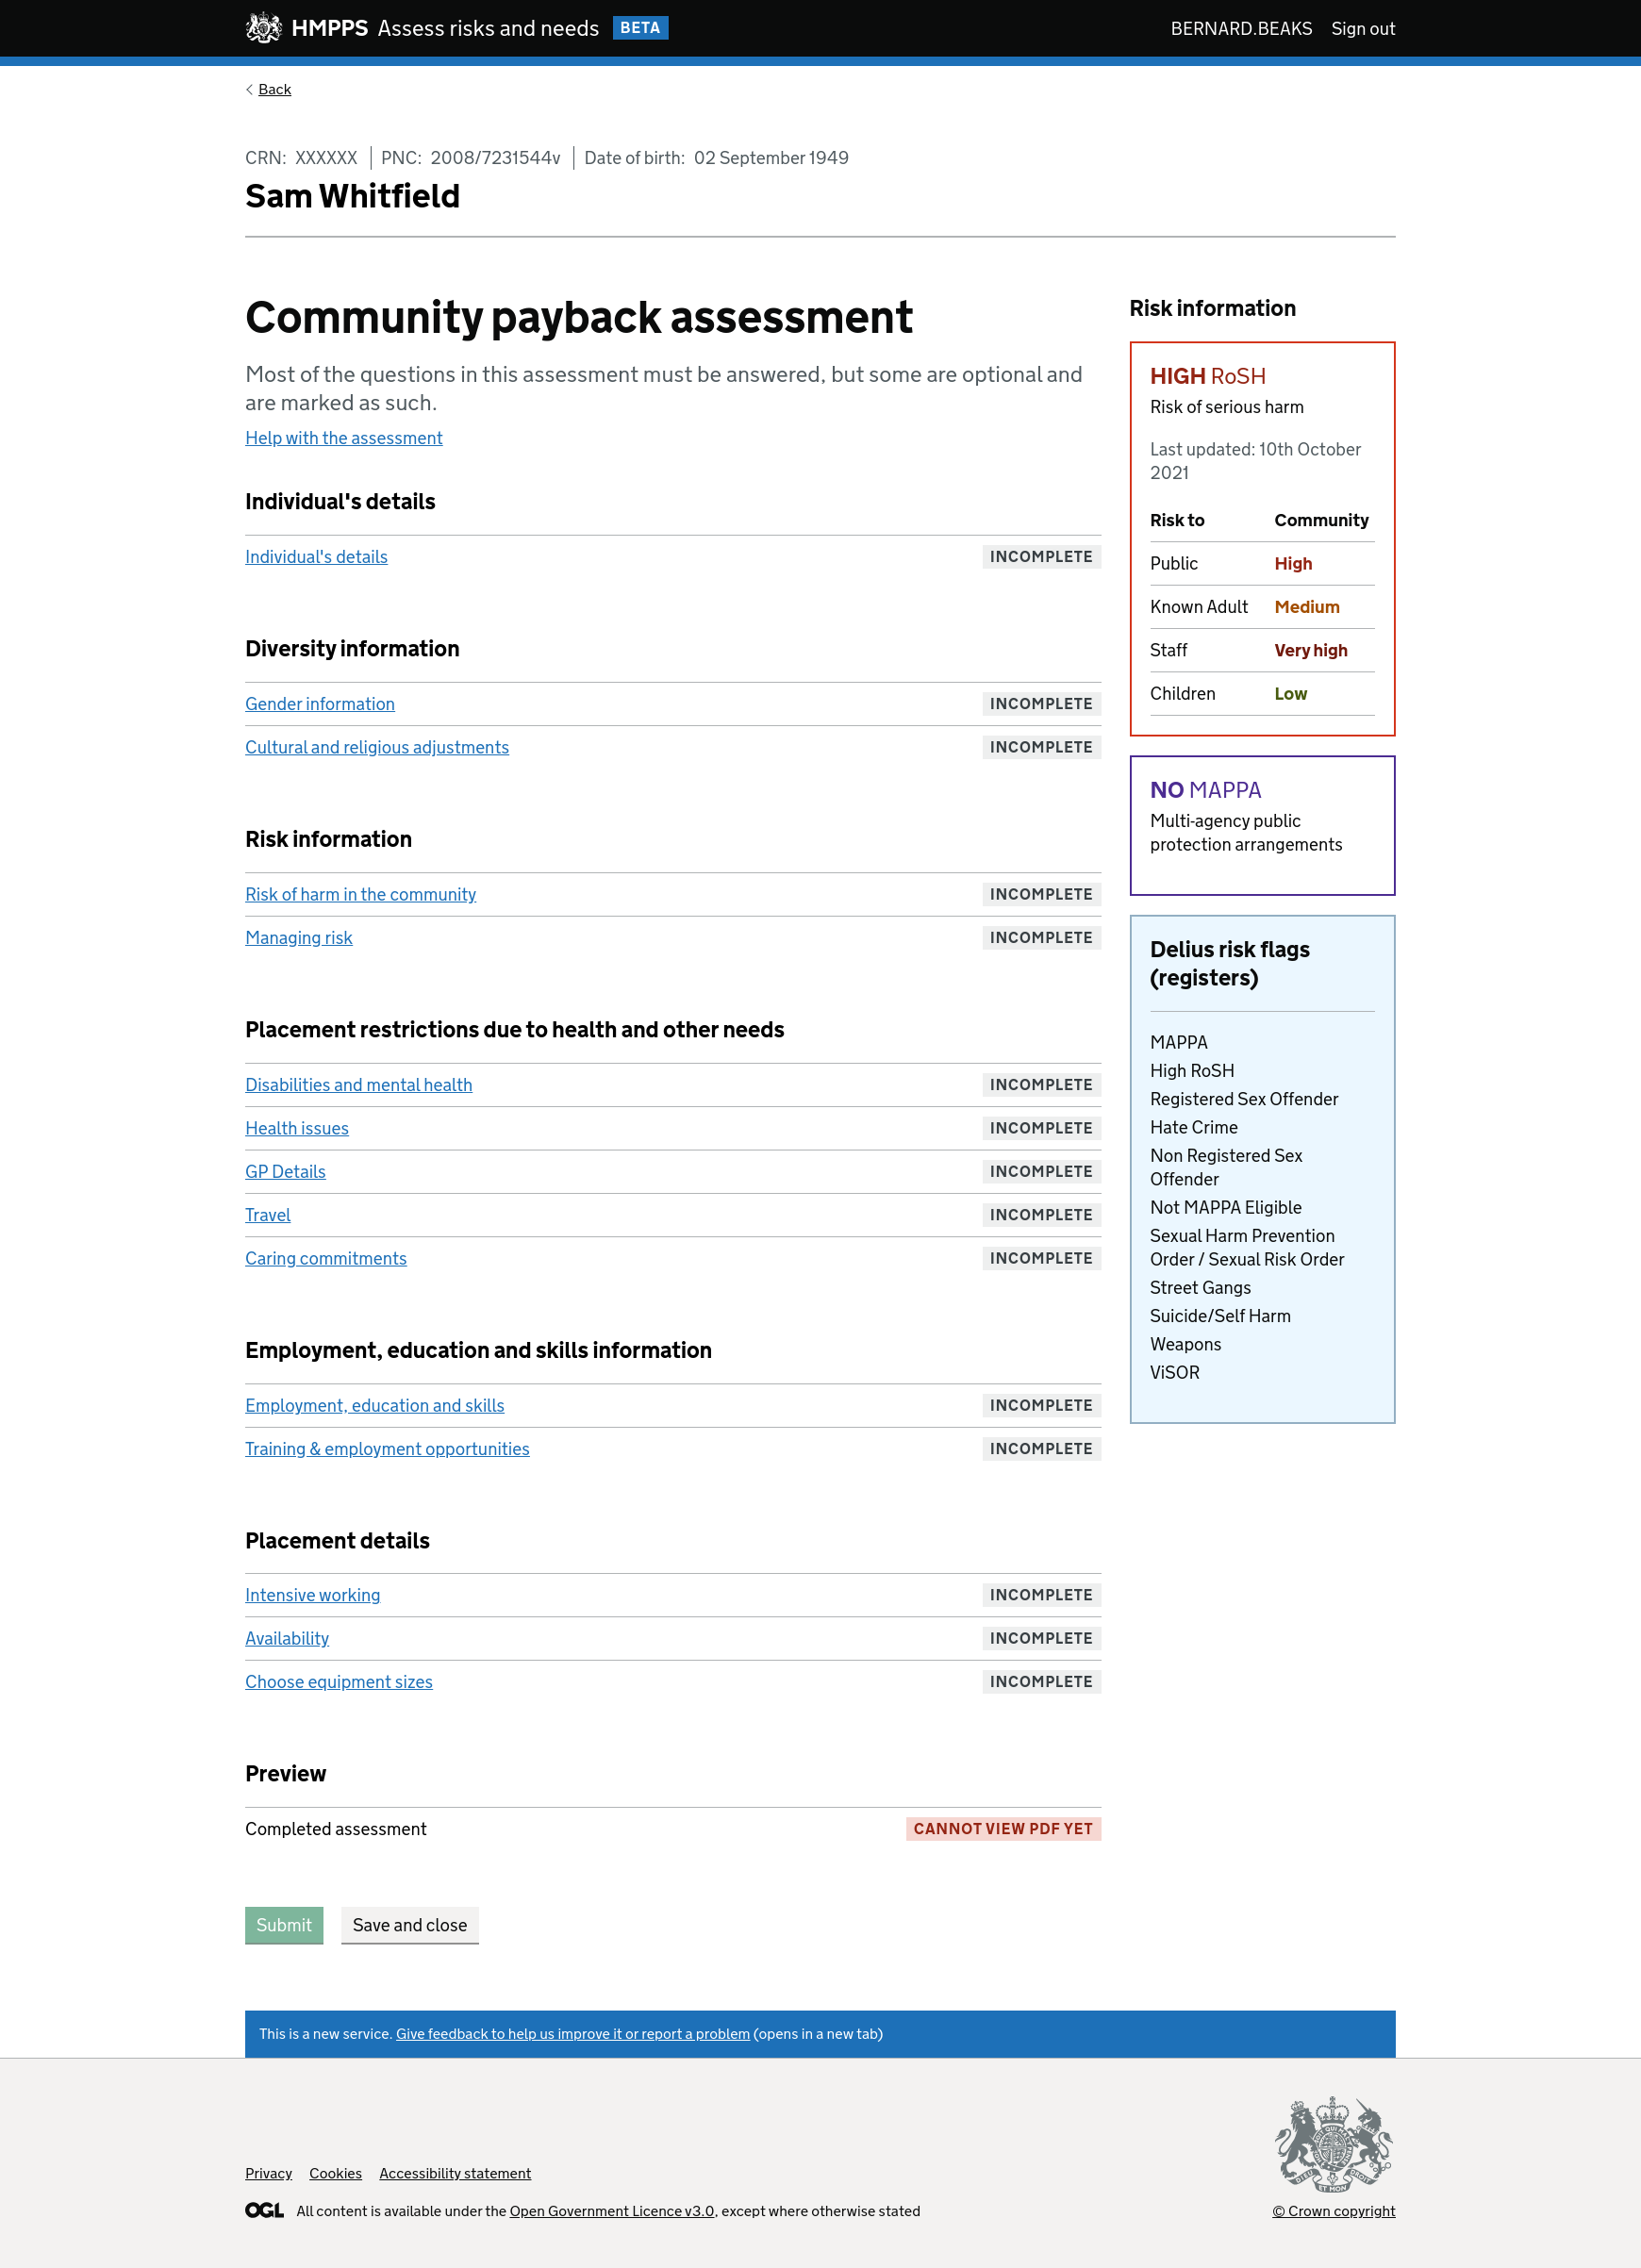 HMPPS Assess risks and needs BETA BERNARD.BEAKS Sign out
Back
CRN: XXXXXX PNC: 2008/7231544v Date of birth: 02 September 1949
Sam Whitfield
Community payback assessment
Most of the questions in this assessment must be answered, but some are optional and
are marked as such.
Help with the assessment
Individual's details
Individual's details INCOMPLETE
Diversity information
Gender information INCOMPLETE
Cultural and religious adjustments INCOMPLETE
Risk information
Risk of harm in the community INCOMPLETE
Managing risk INCOMPLETE
Placement restrictions due to health and other needs
Disabilities and mental health INCOMPLETE
Health issues INCOMPLETE
GP Details INCOMPLETE
Travel INCOMPLETE
Caring commitments INCOMPLETE
Employment, education and skills information
Employment, education and skills INCOMPLETE
Training & employment opportunities INCOMPLETE
Placement details
Intensive working INCOMPLETE
Availability INCOMPLETE
Choose equipment sizes INCOMPLETE
Preview
Completed assessment CANNOT VIEW PDF YET
Submit Save and close
Risk information
HIGH RoSH
Risk of serious harm
Last updated: 10th October
2021
Risk to Community
Public High
Known Adult Medium
Staff Very high
Children Low
NO MAPPA
Multi-agency public
protection arrangements
Delius risk flags
(registers)
MAPPA
High RoSH
Registered Sex Offender
Hate Crime
Non Registered Sex
Offender
Not MAPPA Eligible
Sexual Harm Prevention
Order / Sexual Risk Order
Street Gangs
Suicide/Self Harm
Weapons
ViSOR
This is a new service. Give feedback to help us improve it or report a problem (opens in a new tab)
Privacy Cookies Accessibility statement
OGL All content is available under the Open Government Licence v3.0, except where otherwise stated
© Crown copyright